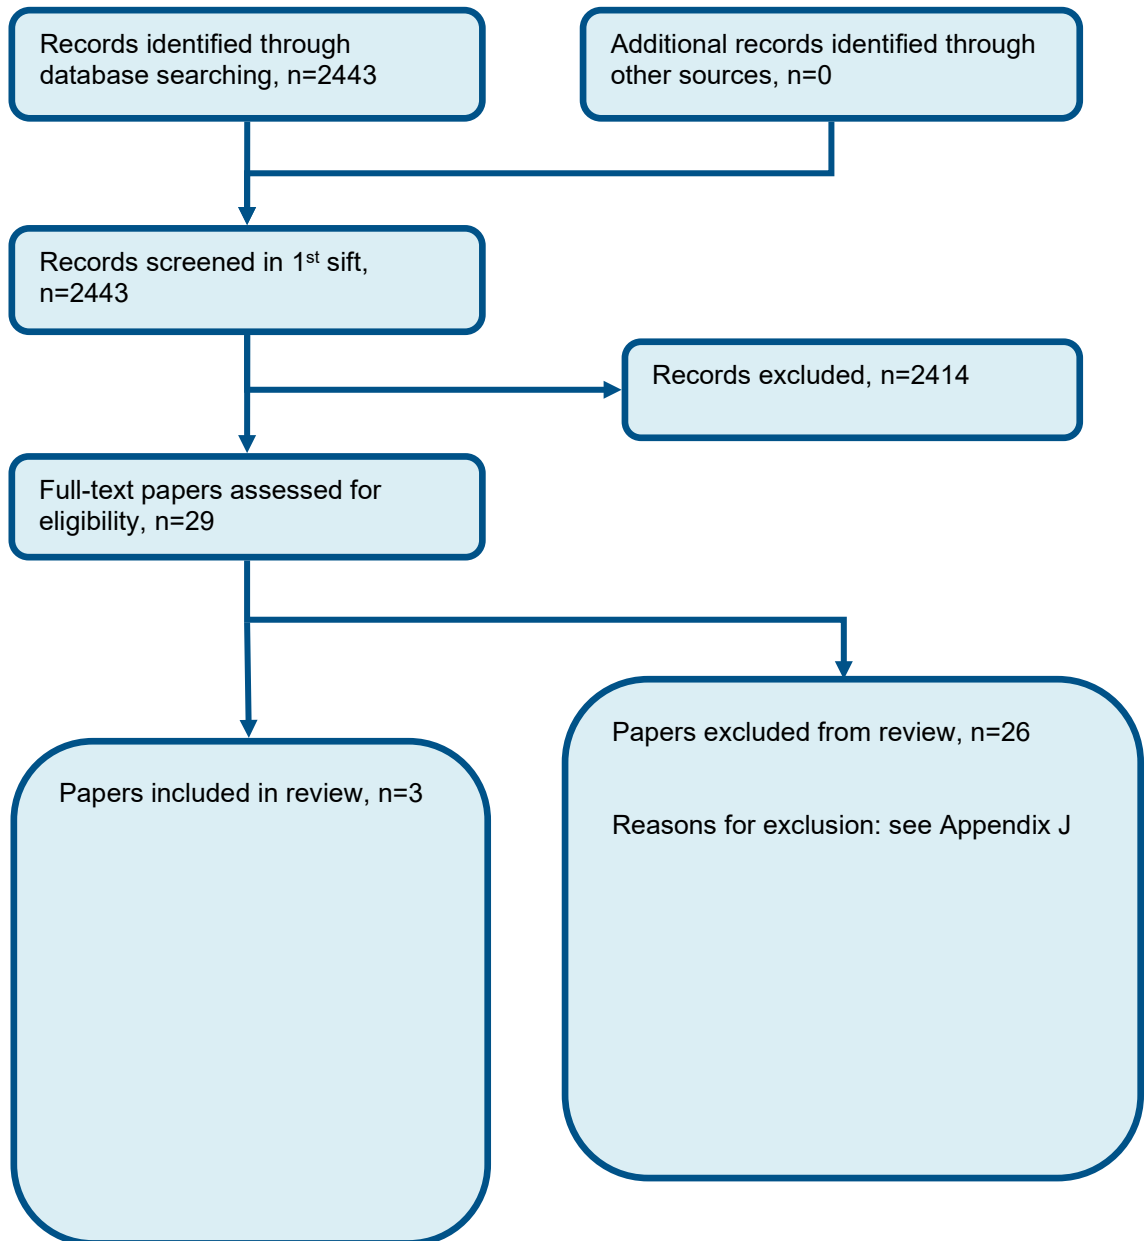 Records identified through
database searching, n=2443
Additional records identified through
other sources, n=0
Records screened in 1st sift,
n=2443
Records excluded, n=2414
Full-text papers assessed for
eligibility, n=29
Papers included in review, n=3
Papers excluded from review, n=26
Reasons for exclusion: see Appendix J